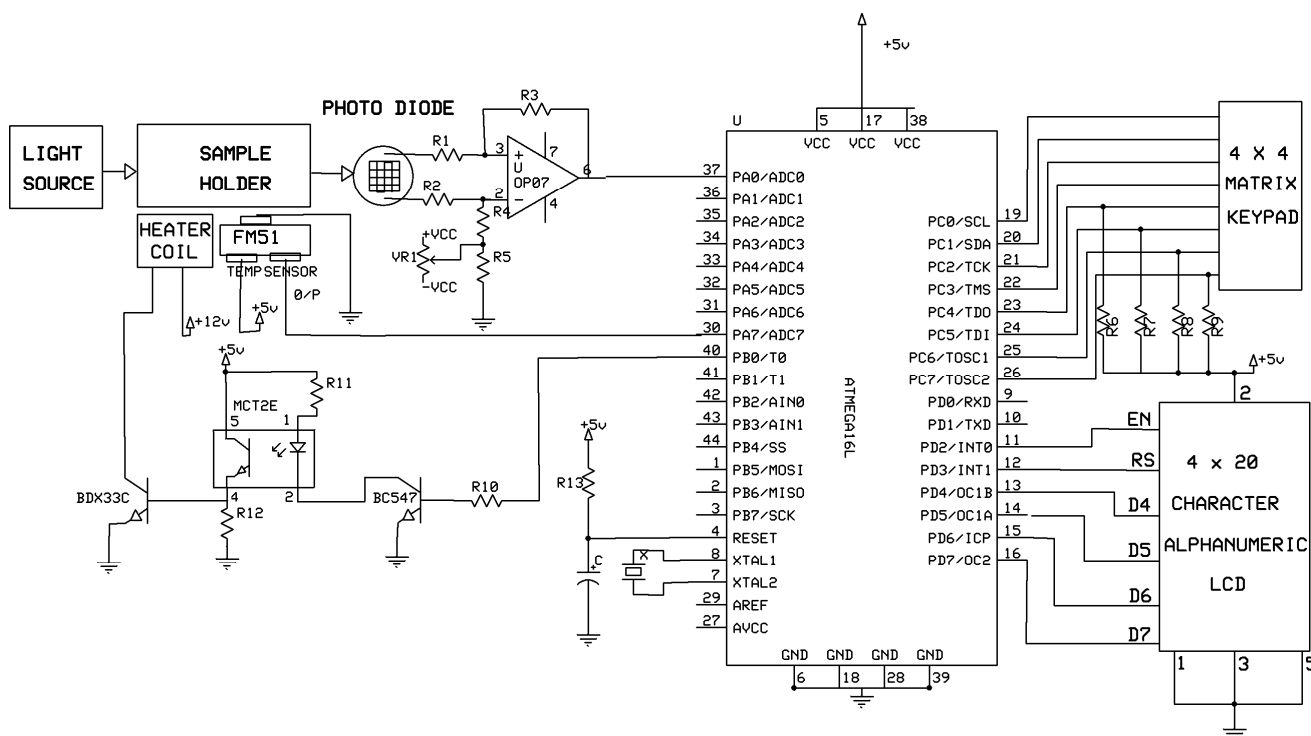 +5v
PHOTO DIODE
LIGHT
SOURCE
SAMPLE
HOLDER
R1
R2
R3
3
+
U
OP07
2
-
7
6
4
R4
R5
+VCC
VR1
-VCC
HEATER
COIL
FM51
TEMPSENSOR
O/P
+5v
+12v
+5v
R11
MCT2E
5
1
4
2
BDX33C
R12
BC547
R10
+5v
R13
+
C
X
U
5
17
38
VCC
VCC
VCC
37 PA0/ADC0
36 PA1/ADC1
35 PA2/ADC2
34 PA3/ADC3
33 PA4/ADC4
32 PA5/ADC5
31 PA6/ADC6
30 PA7/ADC7
40 PB0/T0
41 PB1/T1
42 PB2/AIN0
43 PB3/AIN1
44 PB4/SS
1 PB5/MOSI
2 PB6/MISO
3 PB7/SCK
4 RESET
8 XTAL1
7 XTAL2
29 AREF
27 AVCC
ATMEGA16L
PC0/SCL 19
PC1/SDA 20
PC2/TCK 21
PC3/TMS 22
PC4/TDO 23
PC5/TDI 24
PC6/TOSC1 25
PC7/TOSC2 26
PD0/RXD 9
PD1/TXD 10
PD2/INT0 11
PD3/INT1 12
PD4/OC1B 13
PD5/OC1A 14
PD6/ICP 15
PD7/OC2 16
GND
GND
GND
GND
6
18
28
39
4 X 4
MATRIX
KEYPAD
R6
R7
R8
R9
+5v
2
EN
RS
D4
D5
D6
D7
4 x 20
CHARACTER
ALPHANUMERIC
LCD
1
3
5